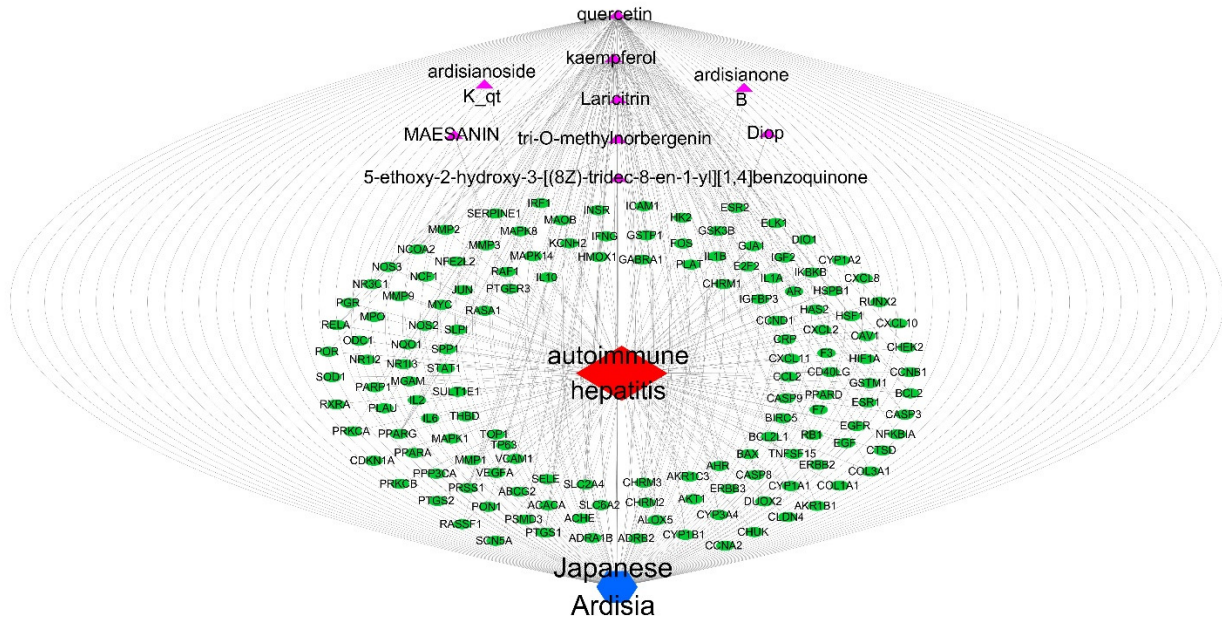 quercetin
kaempferol
ardisianoside
K_qt
ardisianone
B
Laricitrin
MAESANIN
tri-O-methylnorbergenin
Diop
5-ethoxy-2-hydroxy-3-[(8Z)-tridec-8-en-1-yl][1,4]benzoquinone
SERPINE1
IRF1
MAOB
INSR
ICAM1
HK2
ESR2
ELK1
MMP2
MAPK8
KCNH2
IFNG
GSTP1
FOS
GSK3B
GJA1
DIO1
NCOA2
MMP3
MAPK14
HMOX1
GABRA1
PLAT
IL1B
E2F2
IGF2
CYP1A2
NOS3
NFE2L2
RAF1
IL10
CHRM1
IL1A
IKBKB
CXCL8
NR3C1
NCF1
JUN
PTGER3
IGFBP3
AR
HSPB1
RUNX2
PGR
MMP9
MYC
RASA1
CCND1
HAS2
HSF1
CXCL10
RELA
MPO
NOS2
SLPI
CRP
CXCL2
CAV1
CHEK2
POR
ODC1
NQO1
SPP1
CXCL11
F3
HIF1A
CCNB1
SOD1
NR1I2
NR1I3
STAT1
CCL2
CD40LG
GSTM1
BCL2
RXRA
PARP1
MGAM
SULT1E1
CASP9
PPARD
ESR1
CASP3
PRKCA
PLAU
IL2
THBD
BIRC5
F7
EGFR
NFKBIA
CDKN1A
PPARG
IL6
TOP1
BCL2L1
RB1
EGF
CTSD
PRKCB
PPARA
MAPK1
TP63
BAX
TNFSF15
ERBB2
COL3A1
PTGS2
PPP3CA
MMP1
VCAM1
AHR
CASP8
CYP1A1
COL1A1
RASSF1
PRSS1
VEGFA
SELE
SLC2A4
CHRM3
AKR1C3
ERBB3
DUOX2
AKR1B1
SCN5A
PON1
ABCG2
ACACA
SLC6A2
CHRM2
AKT1
CYP3A4
CLDN4
PSMD3
PTGS1
ACHE
ADRA1B
ADRB2
ALOX5
CYP1B1
CCNA2
CHUK
autoimmune
hepatitis
Japanese
Ardisia